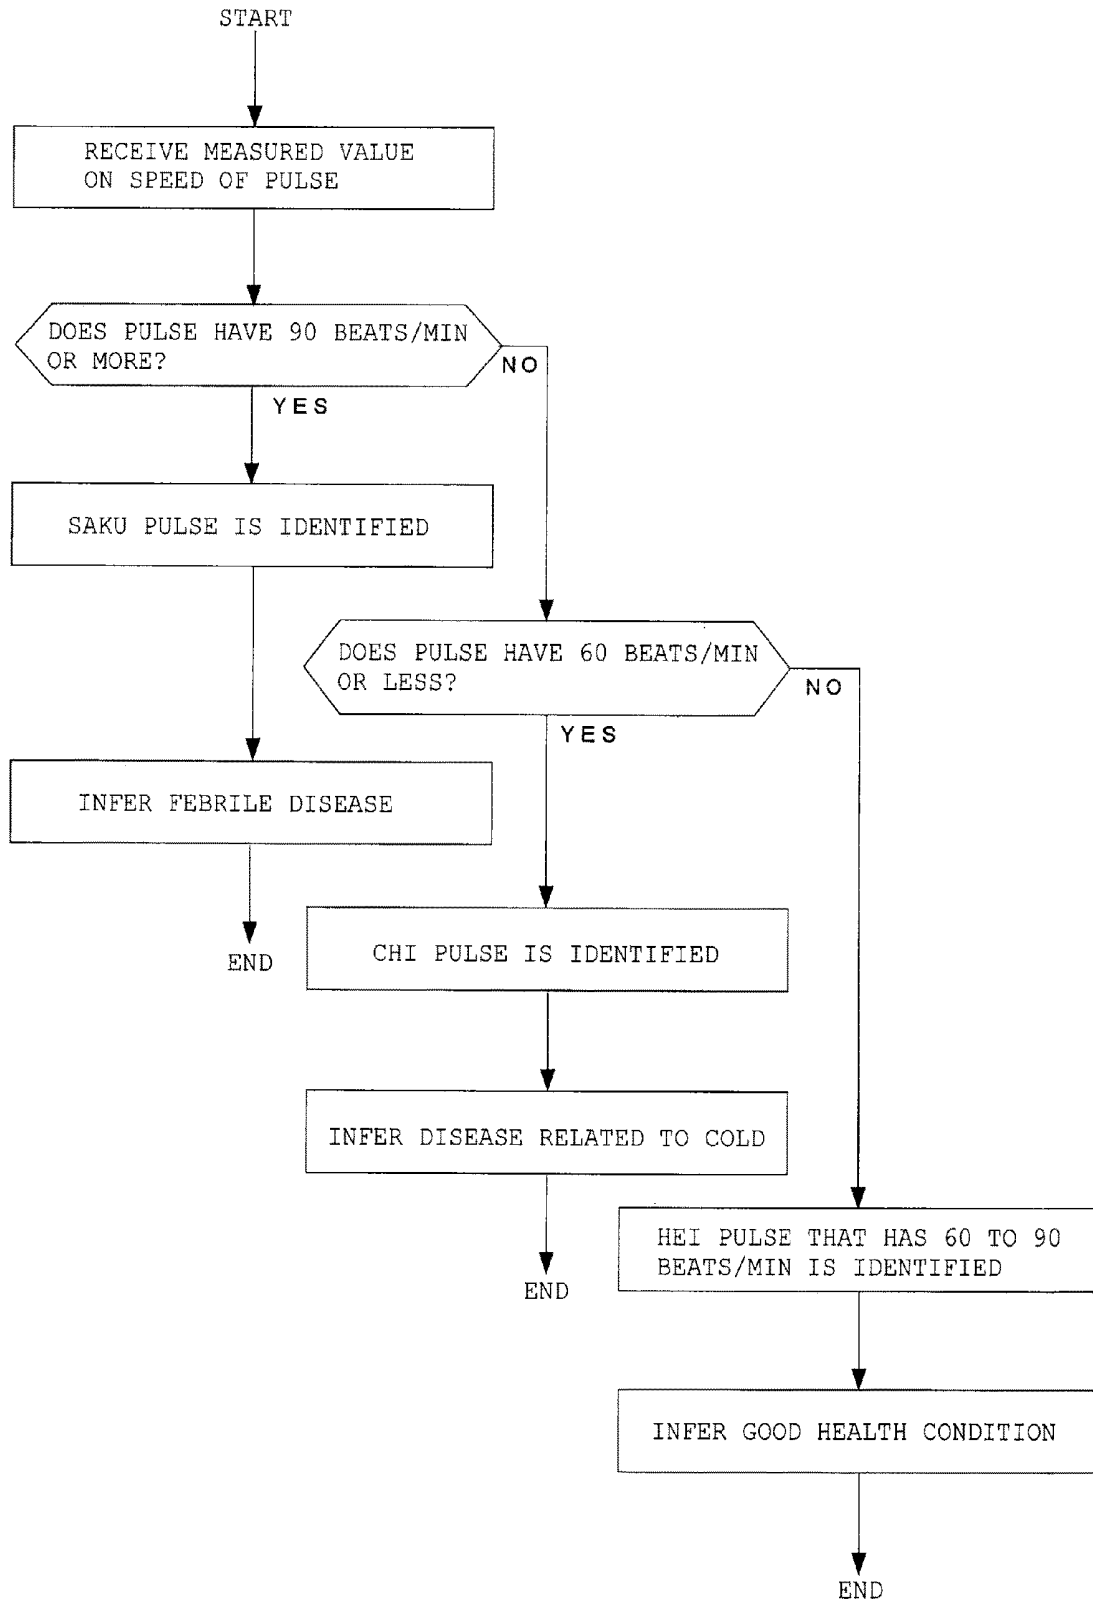 START
RECEIVE MEASURED VALUE
ON SPEED OF PULSE
DOES PULSE HAVE 90 BEATS/MIN
OR MORE?
NO
YES
SAKU PULSE IS IDENTIFIED
DOES PULSE HAVE 60 BEATS/MIN
OR LESS?
NO
YES
INFER FEBRILE DISEASE
END
CHI PULSE IS IDENTIFIED
INFER DISEASE RELATED TO COLD
END
HEI PULSE THAT HAS 60 TO 90
BEATS/MIN IS IDENTIFIED
INFER GOOD HEALTH CONDITION
END